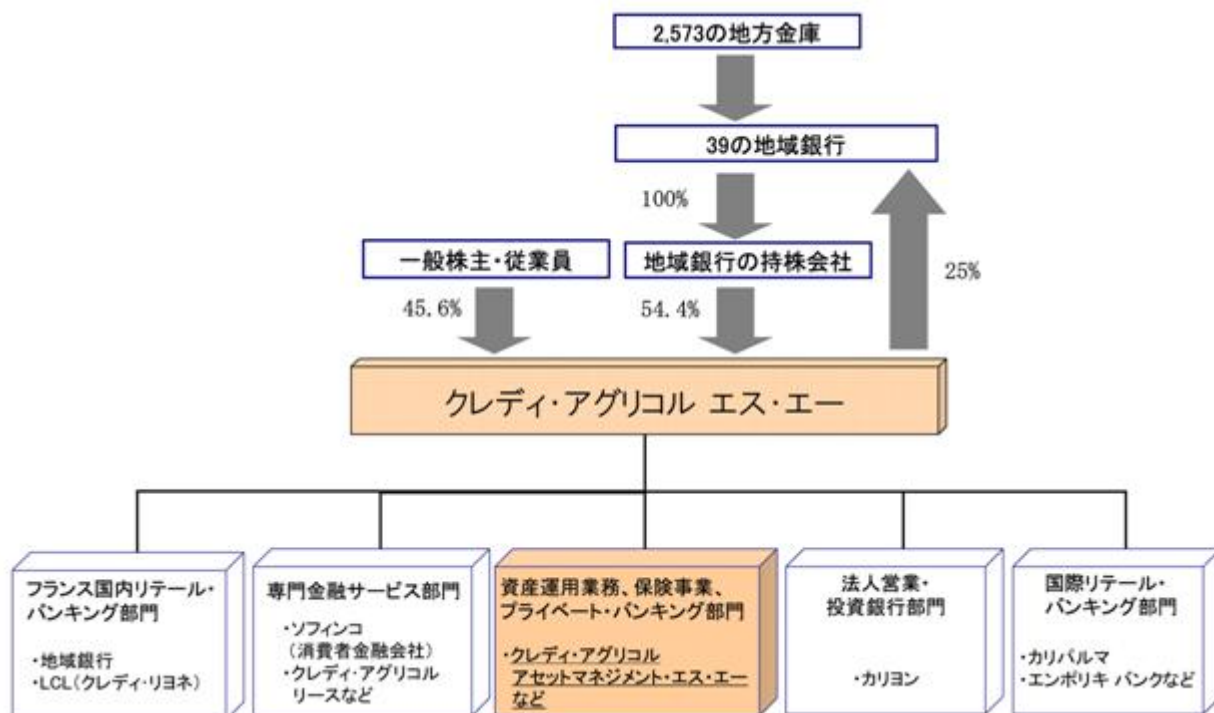 2,573の地方金庫
39の地域銀行
100%
一般株主・従業員
地域銀行の持株会社
25%
45.6%
54.4%
クレディ・アグリコル エス・エー
フランス国内リテール・
バンキング部門
・地域銀行
・LCL(クレディ・リヨネ)
専門金融サービス部門
・ソフィンコ
(消費者金融会社)
・クレディ・アグリコル
リースなど
資産運用業務、保険事業、
プライベート・バンキング部門
・クレディ・アグリコル
アセットマネジメント・エス・エー
など
法人営業・
投資銀行部門
・カリヨン
国際リテール・
バンキング部門
・カリパルマ
・エンポリキ バンクなど